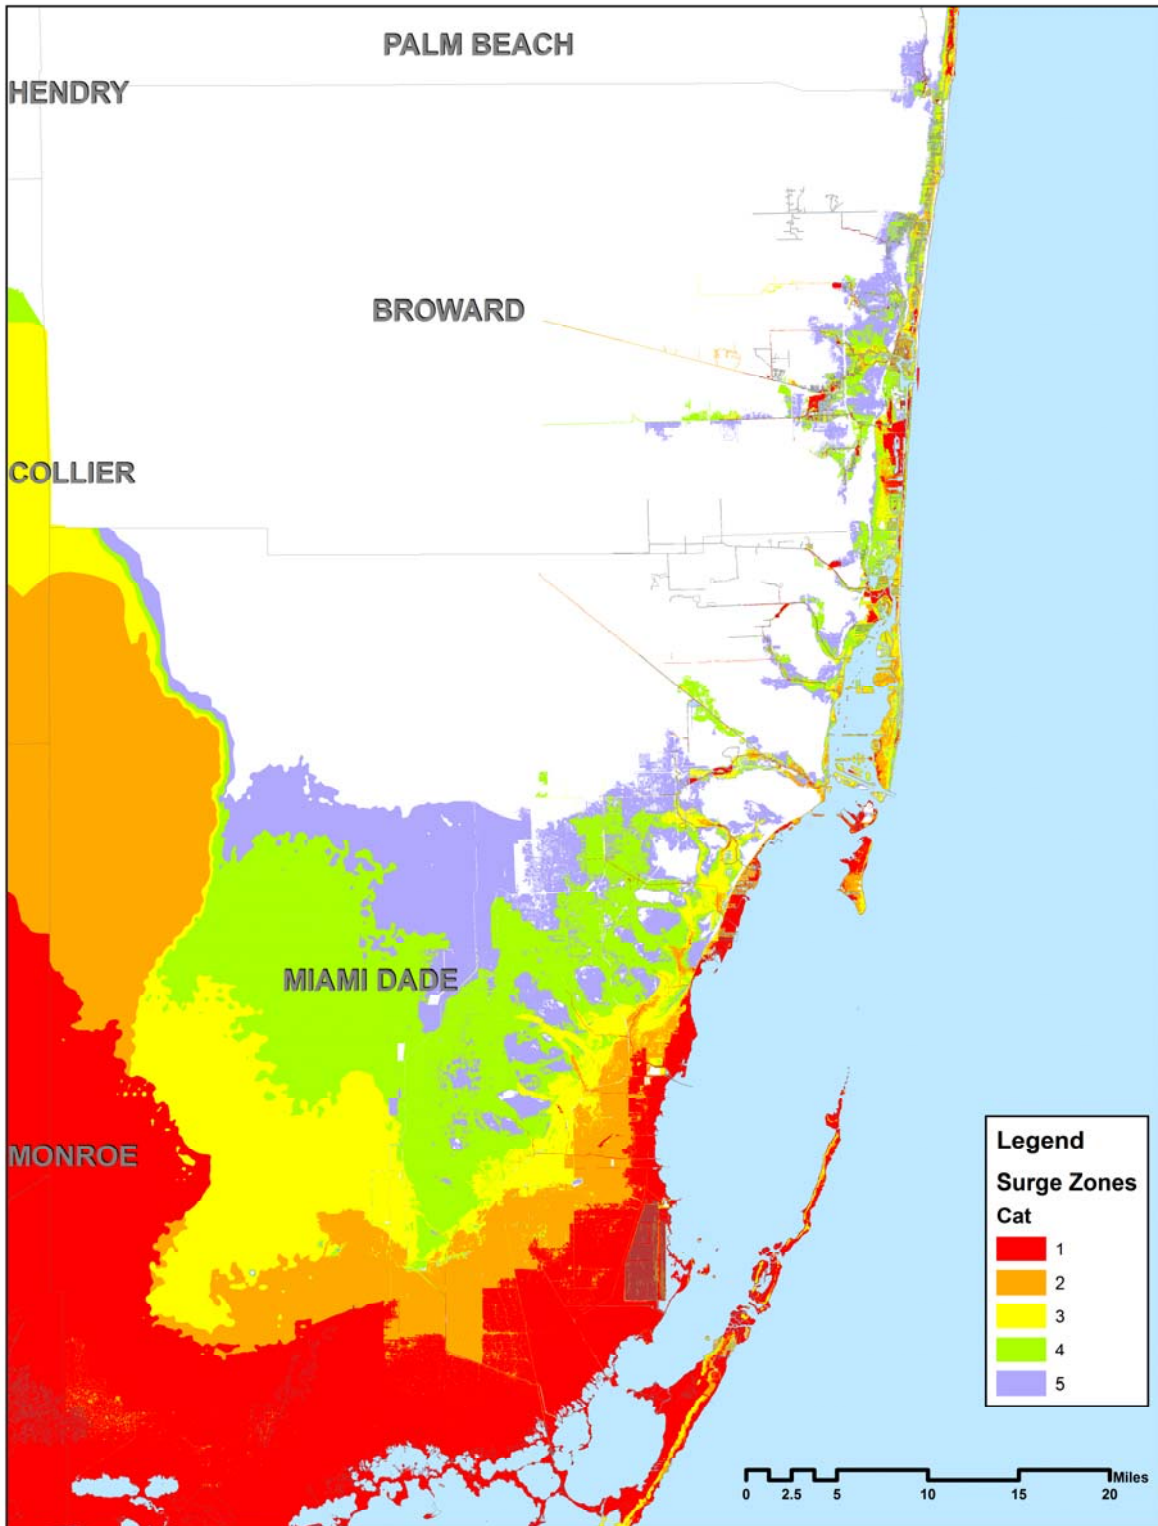 PALM BEACH
HENDRY
BROWARD
COLLIER
MIAMI DADE
MONROE
Legend
Surge Zones
Cat
1
2
3
4
5
Miles
0 2.5 5 10 15 20